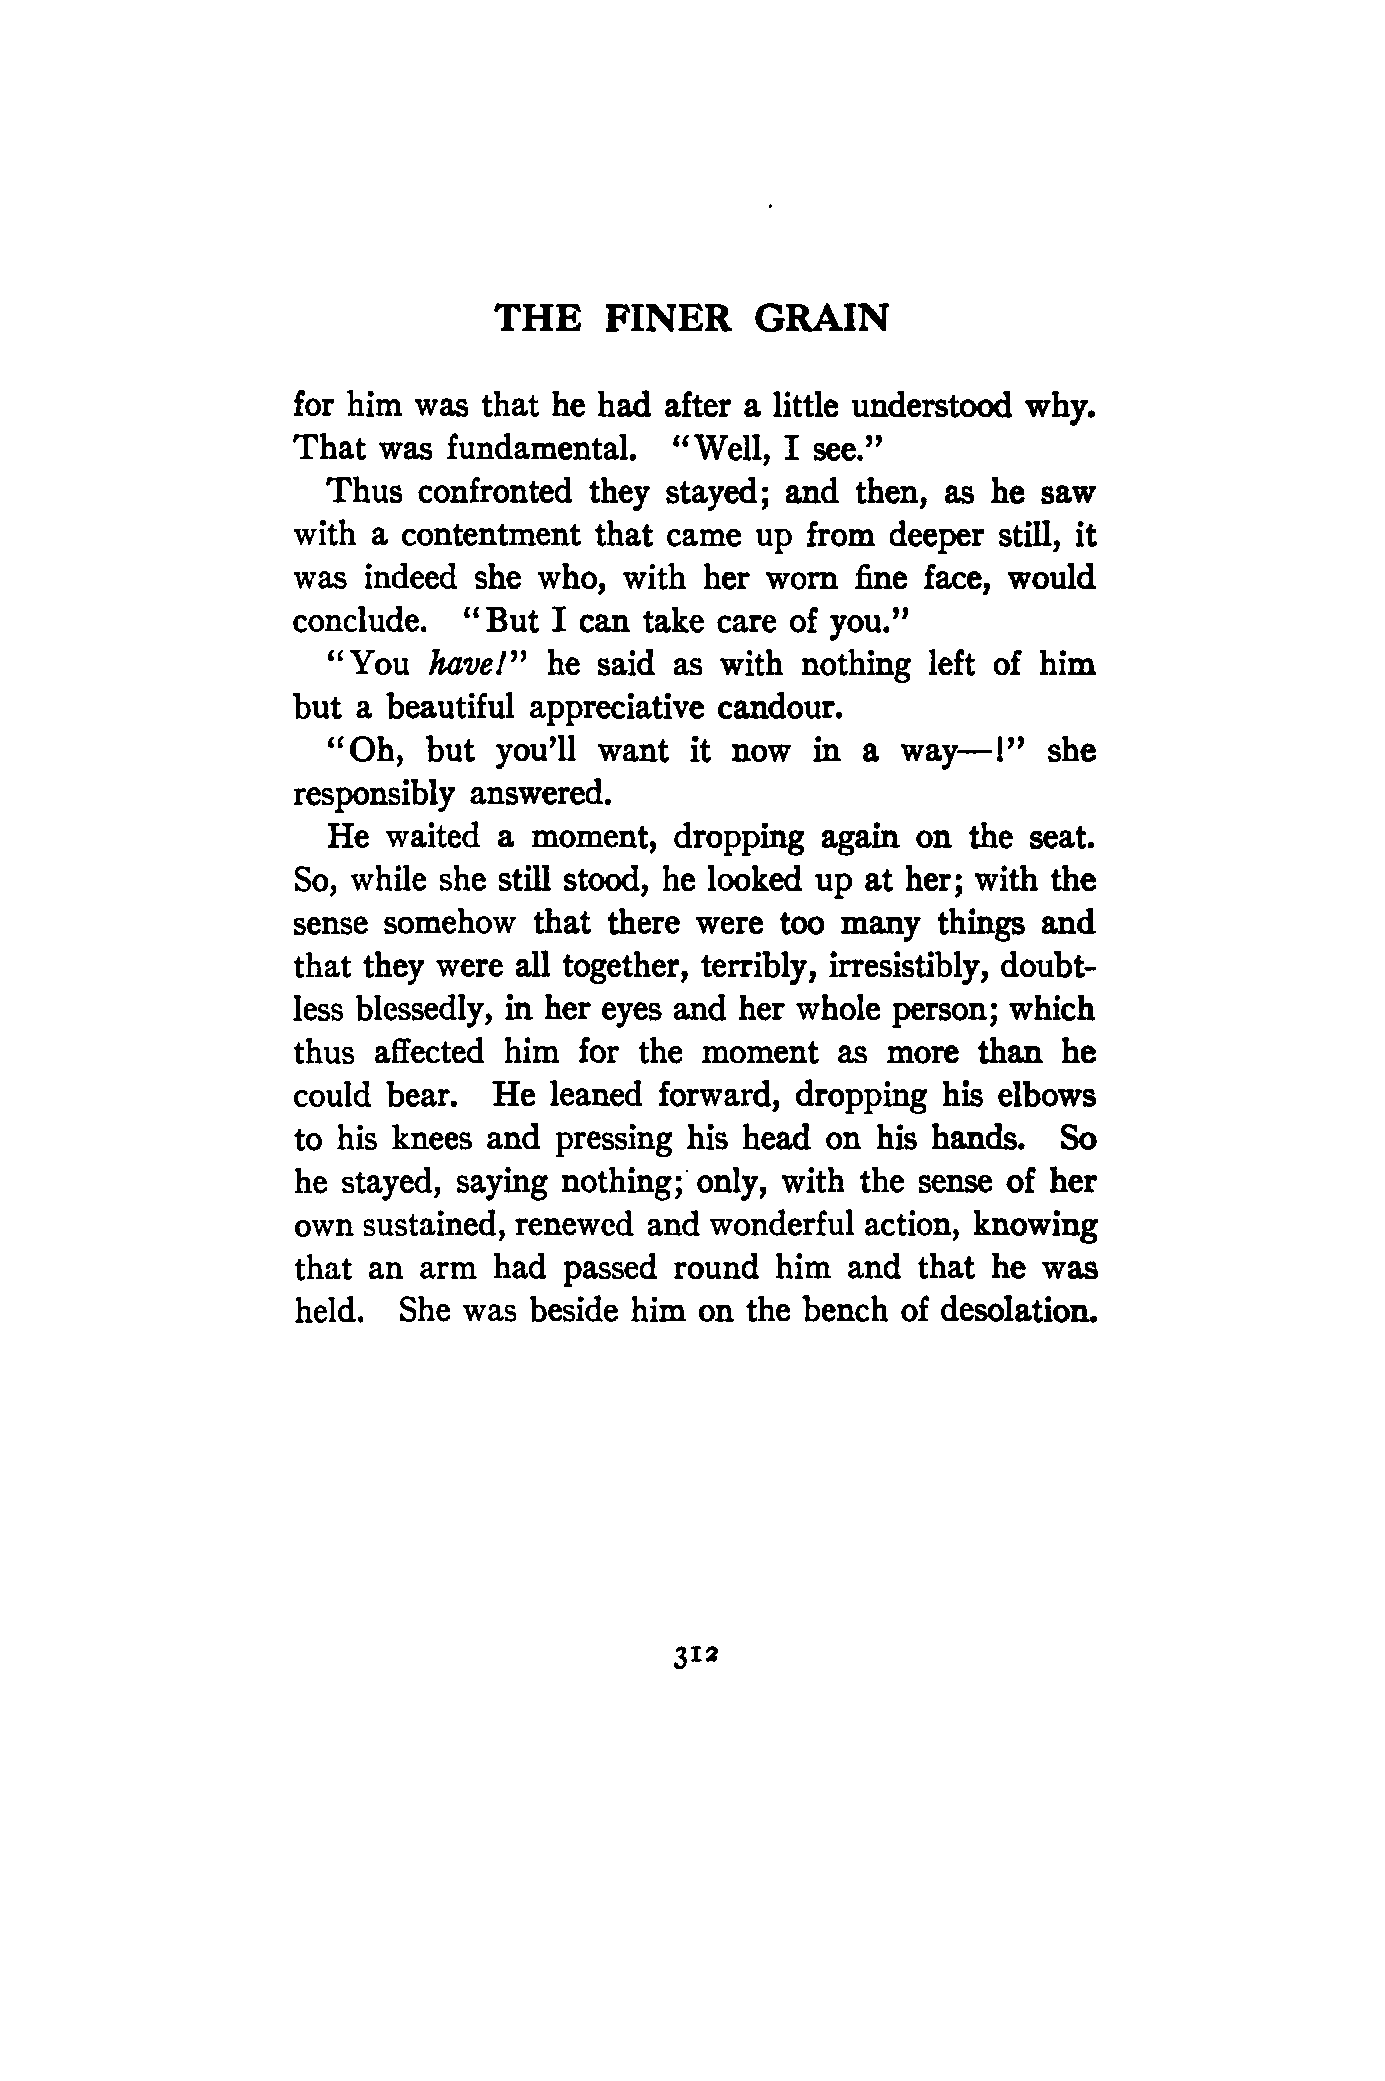 THE FINER GRAIN
for him was that he had after a little understood why.
That was fundamental. “Well, I see.”
Thus confronted they stayed; and then, as he saw
with a contentment that came up from deeper still, it
was indeed she who, with her worn fine face, would
conclude. “But I can take care of you.”
“You have!” he said as with nothing left of him
but a beautiful appreciative candour.
“Oh, but you’ll want it now in a way—!” she
responsibly answered.
He waited a moment, dropping again on the seat.
So, while she still stood, he looked up at her; with the
sense somehow that there were too many things and
that they were all together, terribly, irresistibly, doubt-
less blessedly, in her eyes and her whole person; which
thus affected him for the moment as more than he
could bear. He leaned forward, dropping his elbows
to his knees and pressing his head on his hands. So
he stayed, saying nothing; only, with the sense of her
own sustained, renewed and wonderful action, knowing
that an arm had passed round him and that he was
held. She was beside him on the bench of desolation.
312